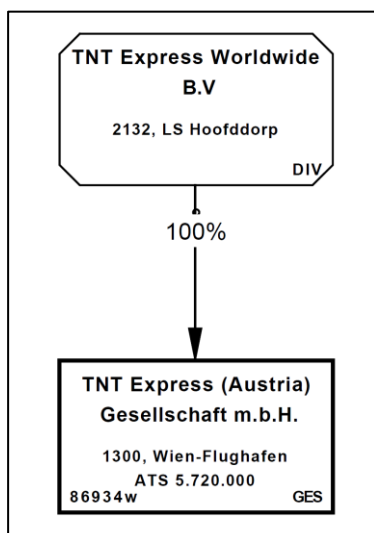 TNT Express Worldwide
B.V
2132, LS Hoofddorp
DIV
100%
TNT Express (Austria)
Gesellschaft m.b.H.
1300, Wien-Flughafen
ATS 5.720.000
86934w GES